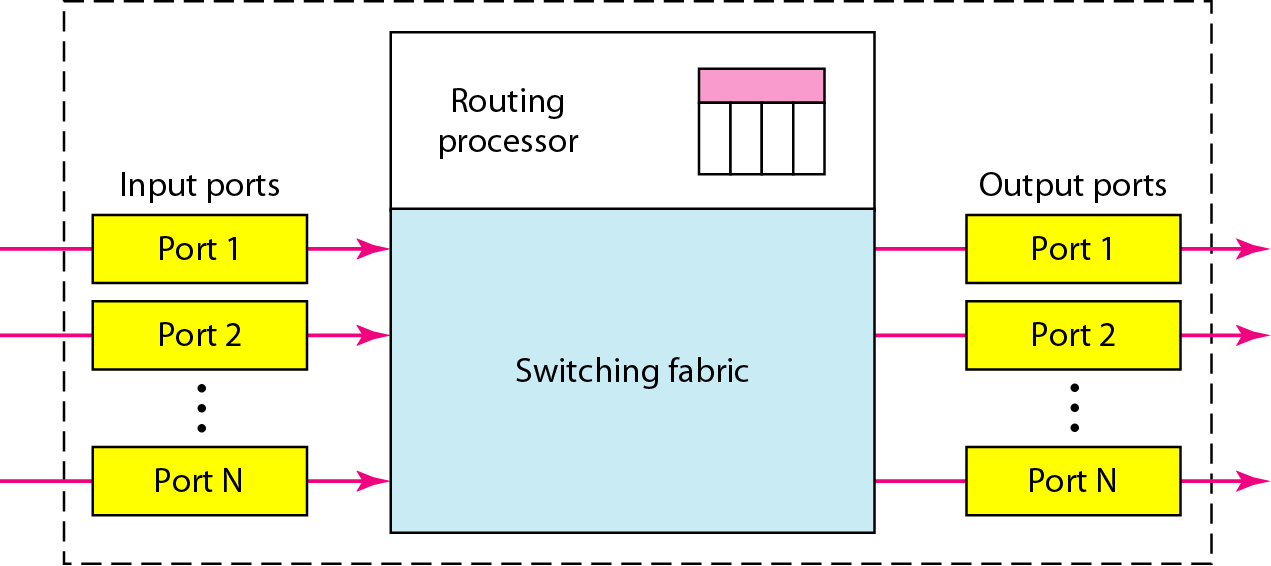 Routing
processor
Input ports
Output ports
Port 1
Port 1
Port 2
Port 2
Switching fabric
Port N
Port N